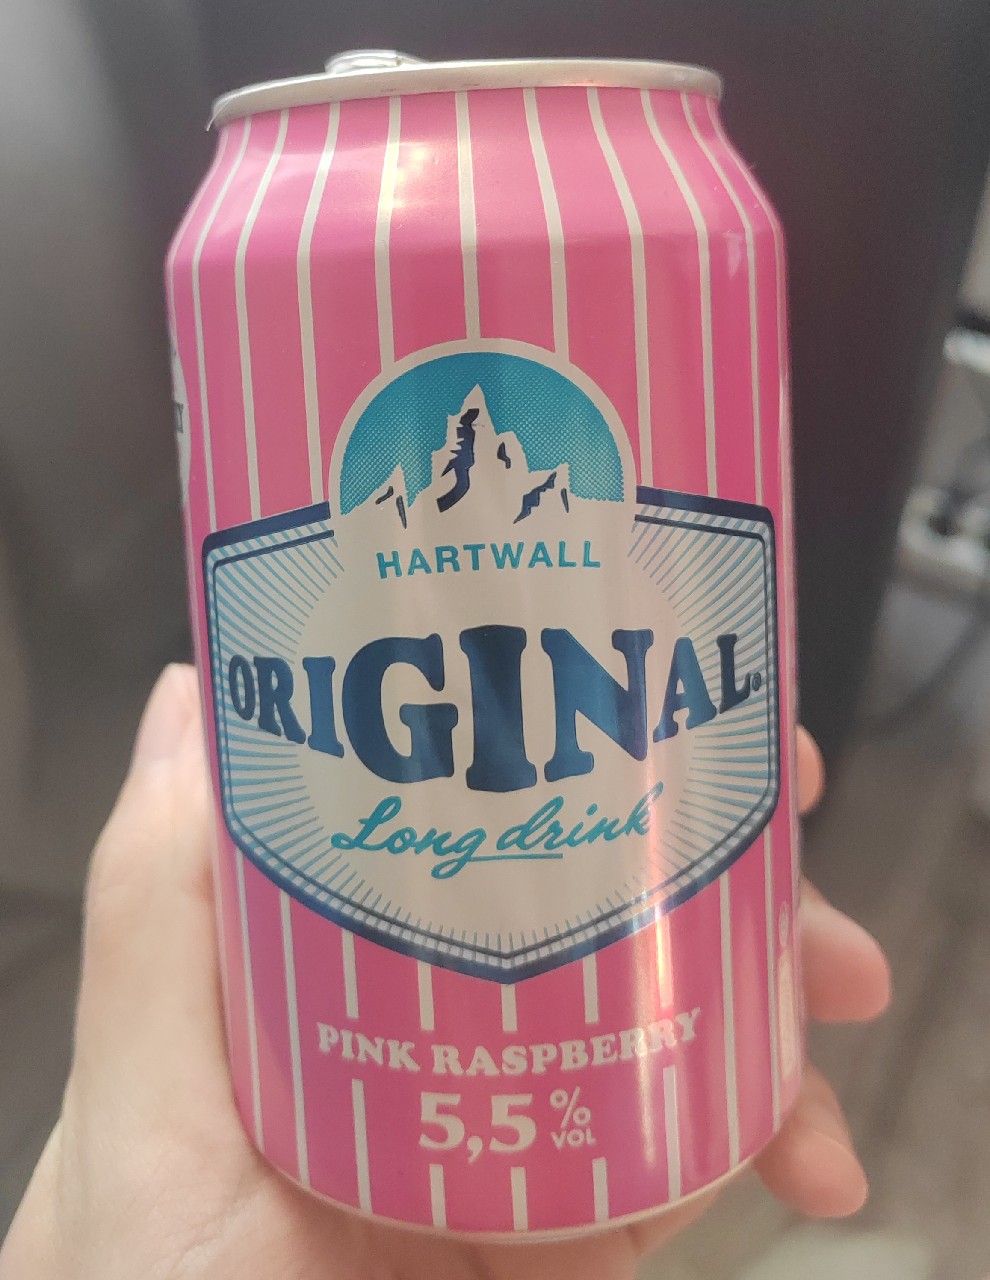 HARTWALL
ORIGINAL®
Long drink
PINK RASPBERRY
5,5 % VOL